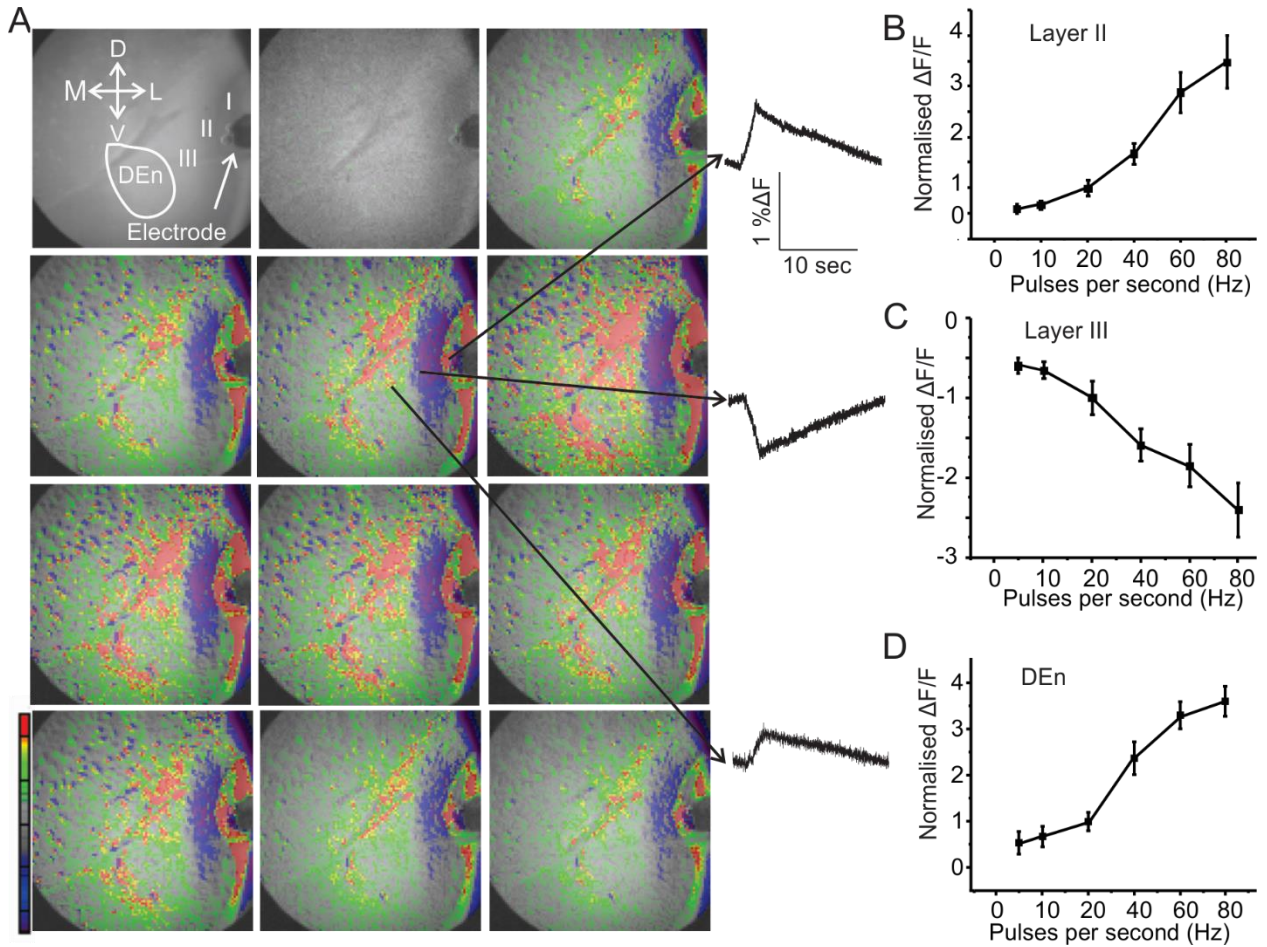 A
D
M L
V
I
II
III
DEn
Electrode
1 %ΔF
10 sec
B
Layer II
Normalised ΔF/F
4
3
2
1
0
0 10 20 40 60 80
Pulses per second (Hz)
C
Layer III
Normalised ΔF/F
0
-1
-2
-3
0 10 20 40 60 80
Pulses per second (Hz)
D
DEn
Normalised ΔF/F
4
3
2
1
0
0 10 20 40 60 80
Pulses per second (Hz)